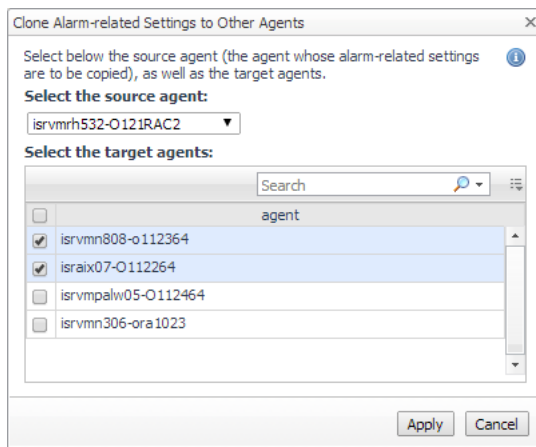 Clone Alarm-related Settings to Other Agents
Select below the source agent (the agent whose alarm-related settings
are to be copied), as well as the target agents.
Select the source agent:
isrvmrh532-O121RAC2
Select the target agents:
Search
agent
isrvmn808-o112364
israix07-O112264
isrvmpalw05-O112464
isrvmn306-ora1023
Apply
Cancel